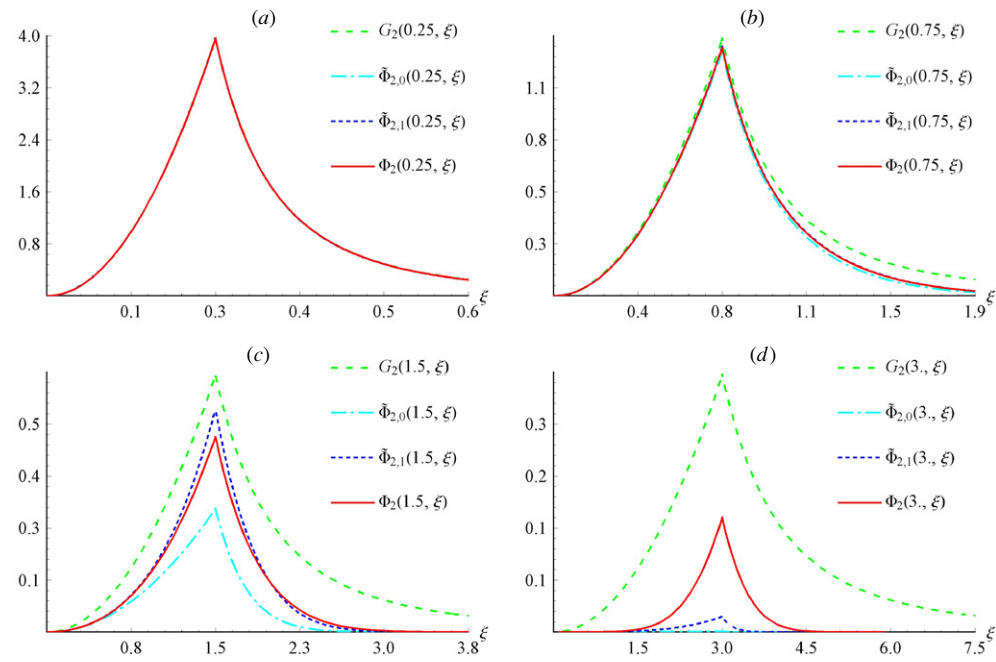 (a)
4.0
3.2
2.4
1.6
0.8
0.1
0.3
0.4
0.5
0.6
ξ
G₂(0.25, ξ)
Φ̃₂,₀(0.25, ξ)
Φ̃₂,₁(0.25, ξ)
Φ₂(0.25, ξ)
(b)
1.1
0.8
0.5
0.3
0.4
0.8
1.1
1.5
1.9
ξ
G₂(0.75, ξ)
Φ̃₂,₀(0.75, ξ)
Φ̃₂,₁(0.75, ξ)
Φ₂(0.75, ξ)
(c)
0.5
0.4
0.3
0.1
0.8
1.5
2.3
3.0
3.8
ξ
G₂(1.5, ξ)
Φ̃₂,₀(1.5, ξ)
Φ̃₂,₁(1.5, ξ)
Φ₂(1.5, ξ)
(d)
0.3
0.2
0.1
0.1
1.5
3.0
4.5
6.0
7.5
ξ
G₂(3., ξ)
Φ̃₂,₀(3., ξ)
Φ̃₂,₁(3., ξ)
Φ₂(3., ξ)